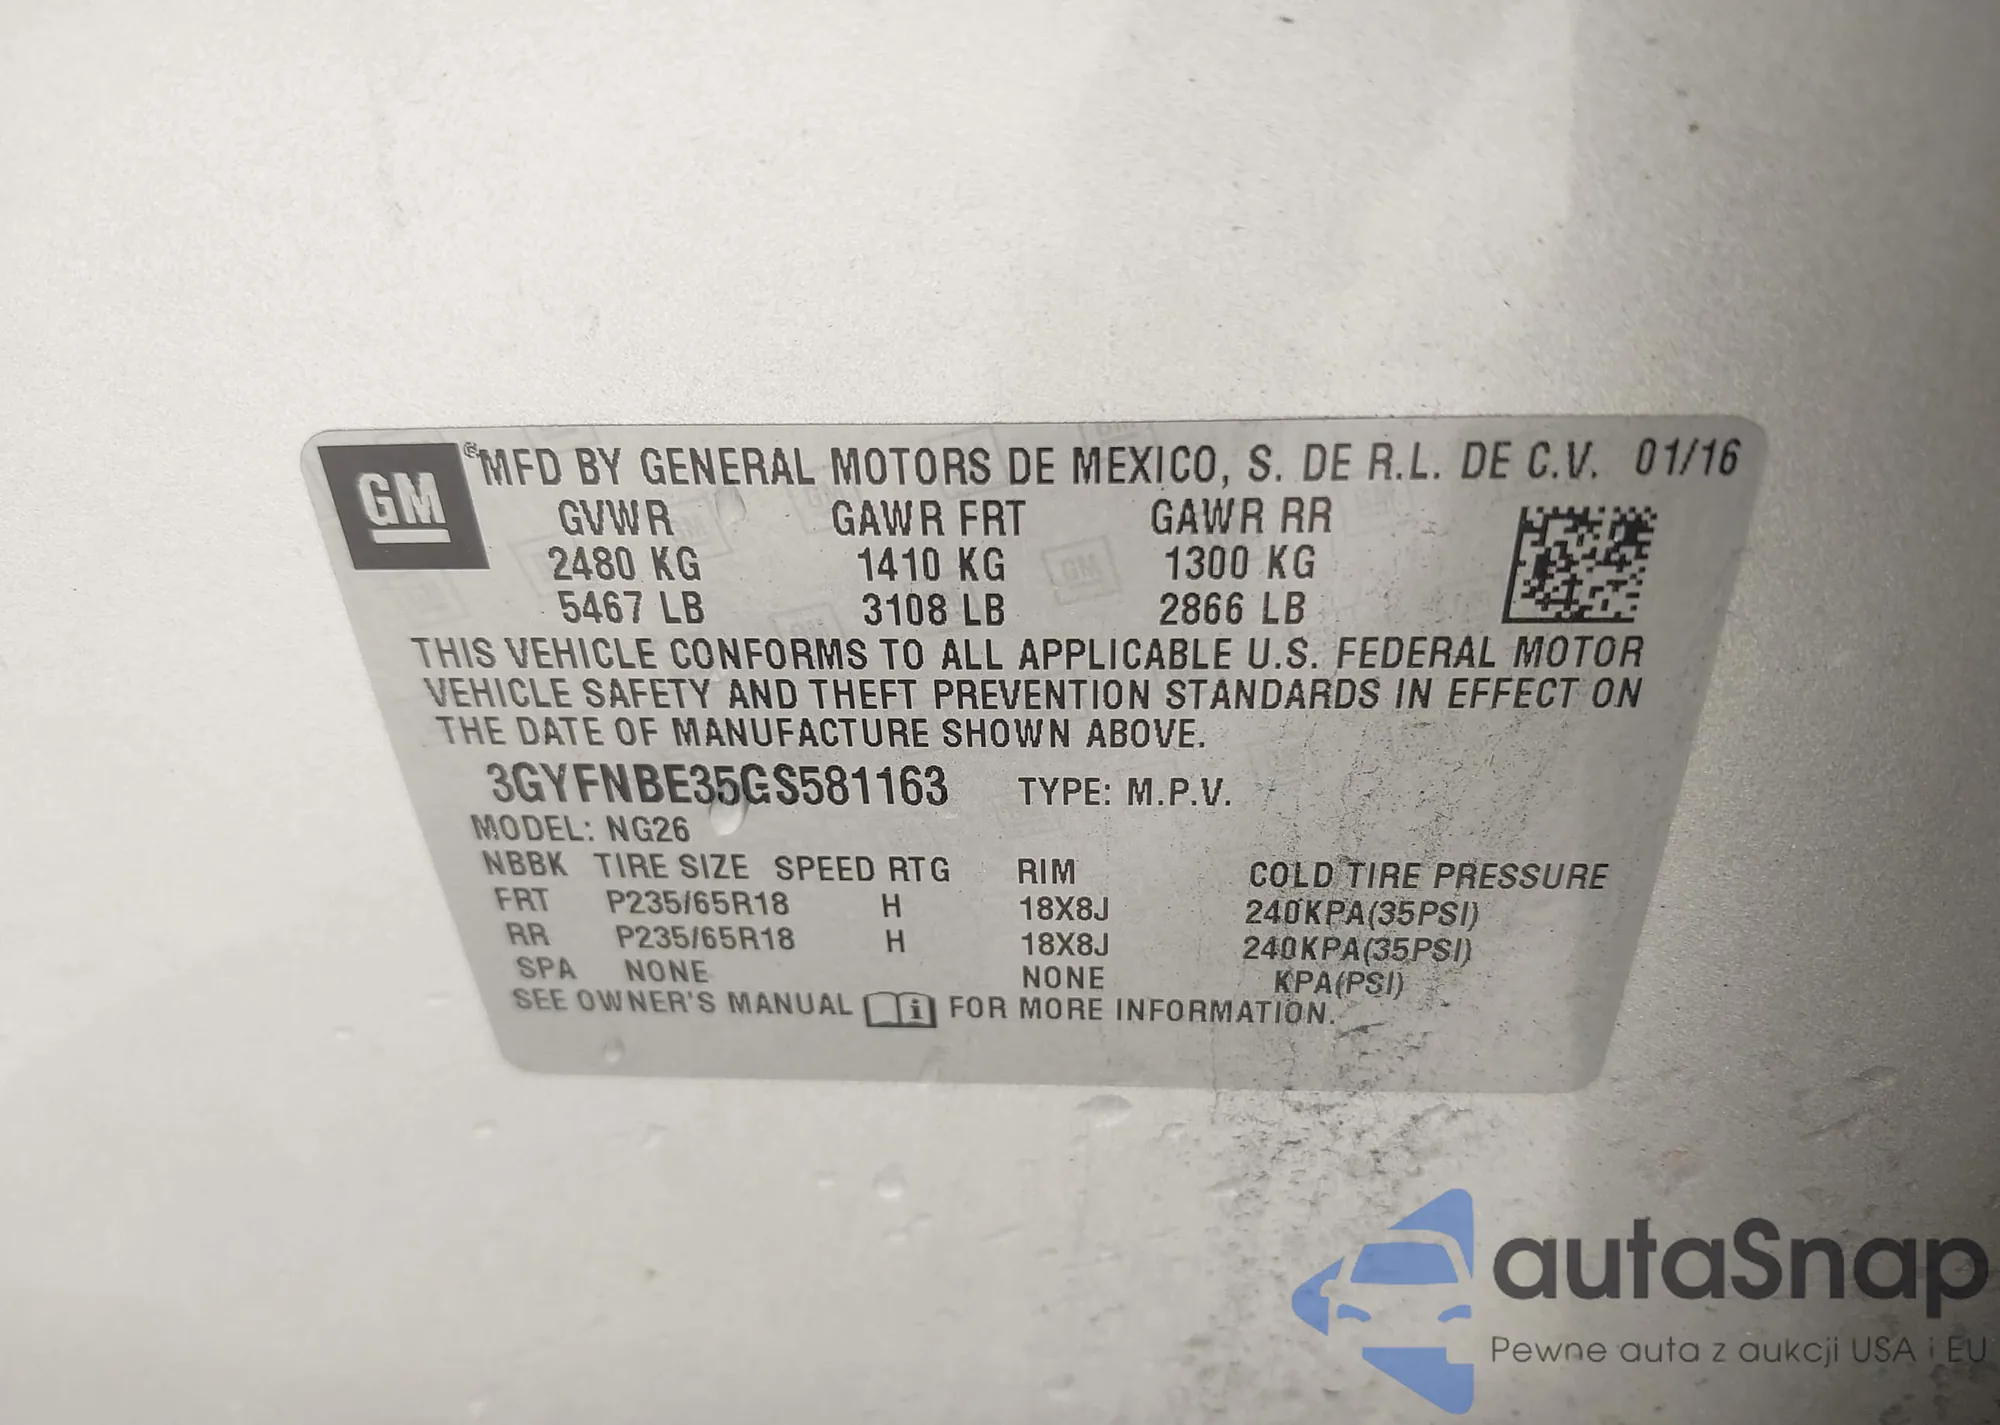 GM
® MFD BY GENERAL MOTORS DE MEXICO, S. DE R.L. DE C.V. 01/16
GVWR GAWR FRT GAWR RR
2480 KG 1410 KG 1300 KG
5467 LB 3108 LB 2866 LB
THIS VEHICLE CONFORMS TO ALL APPLICABLE U.S. FEDERAL MOTOR
VEHICLE SAFETY AND THEFT PREVENTION STANDARDS IN EFFECT ON
THE DATE OF MANUFACTURE SHOWN ABOVE.
3GYFNBE35GS581163 TYPE: M.P.V.
MODEL: NG26
NBBK TIRE SIZE SPEED RTG RIM COLD TIRE PRESSURE
FRT P235/65R18 H 18X8J 240KPA(35PSI)
RR P235/65R18 H 18X8J 240KPA(35PSI)
SPA NONE NONE KPA(PSI)
SEE OWNER'S MANUAL i FOR MORE INFORMATION.
autaSnap
Pewne auta z aukcji USA i EU